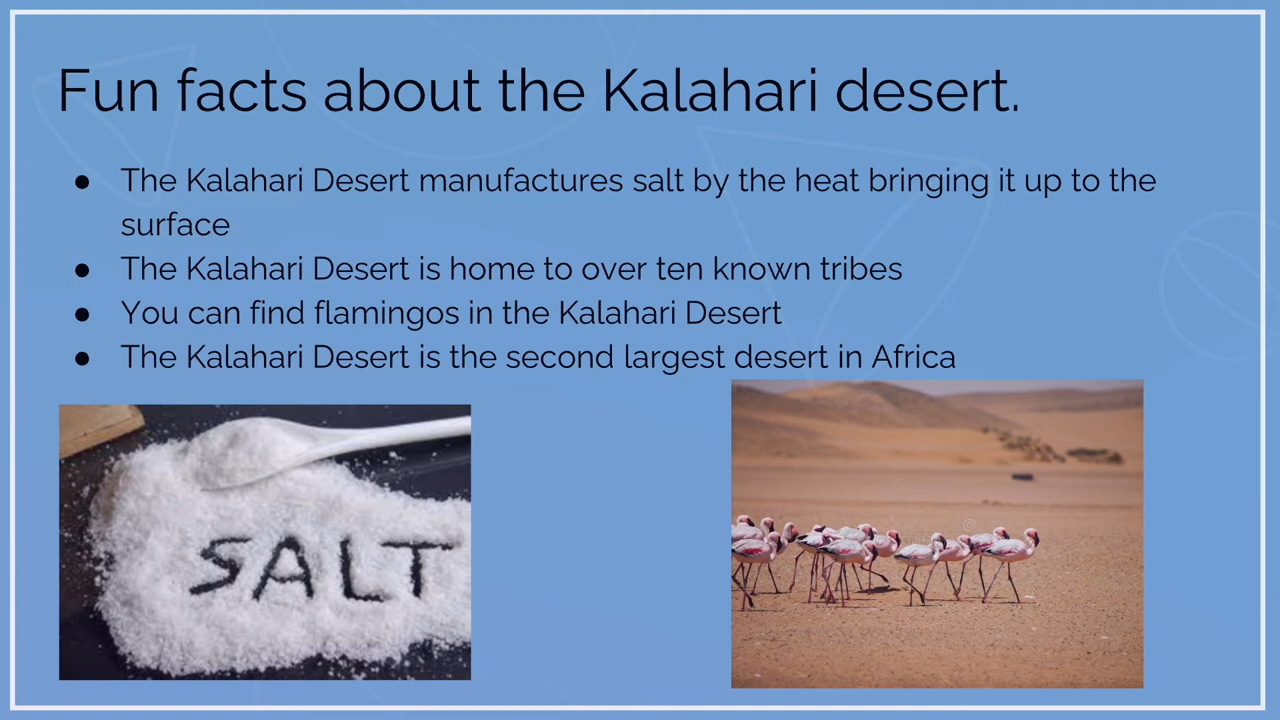 Fun facts about the Kalahari desert.
● The Kalahari Desert manufactures salt by the heat bringing it up to the
surface
● The Kalahari Desert is home to over ten known tribes
● You can find flamingos in the Kalahari Desert
● The Kalahari Desert is the second largest desert in Africa
SALT